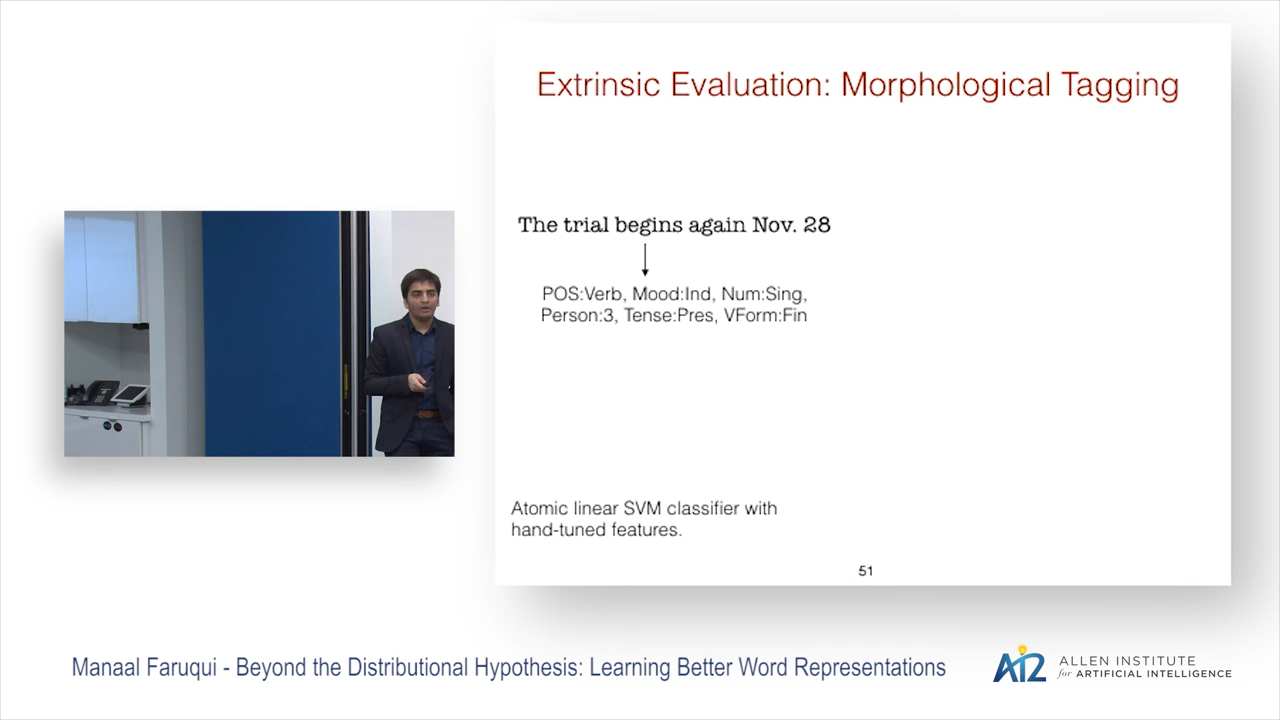 Extrinsic Evaluation: Morphological Tagging
The trial begins again Nov. 28
POS:Verb, Mood:Ind, Num:Sing,
Person:3, Tense:Pres, VForm:Fin
Atomic linear SVM classifier with
hand-tuned features.
51
Manaal Faruqui - Beyond the Distributional Hypothesis: Learning Better Word Representations
AI2
ALLEN INSTITUTE
for ARTIFICIAL INTELLIGENCE